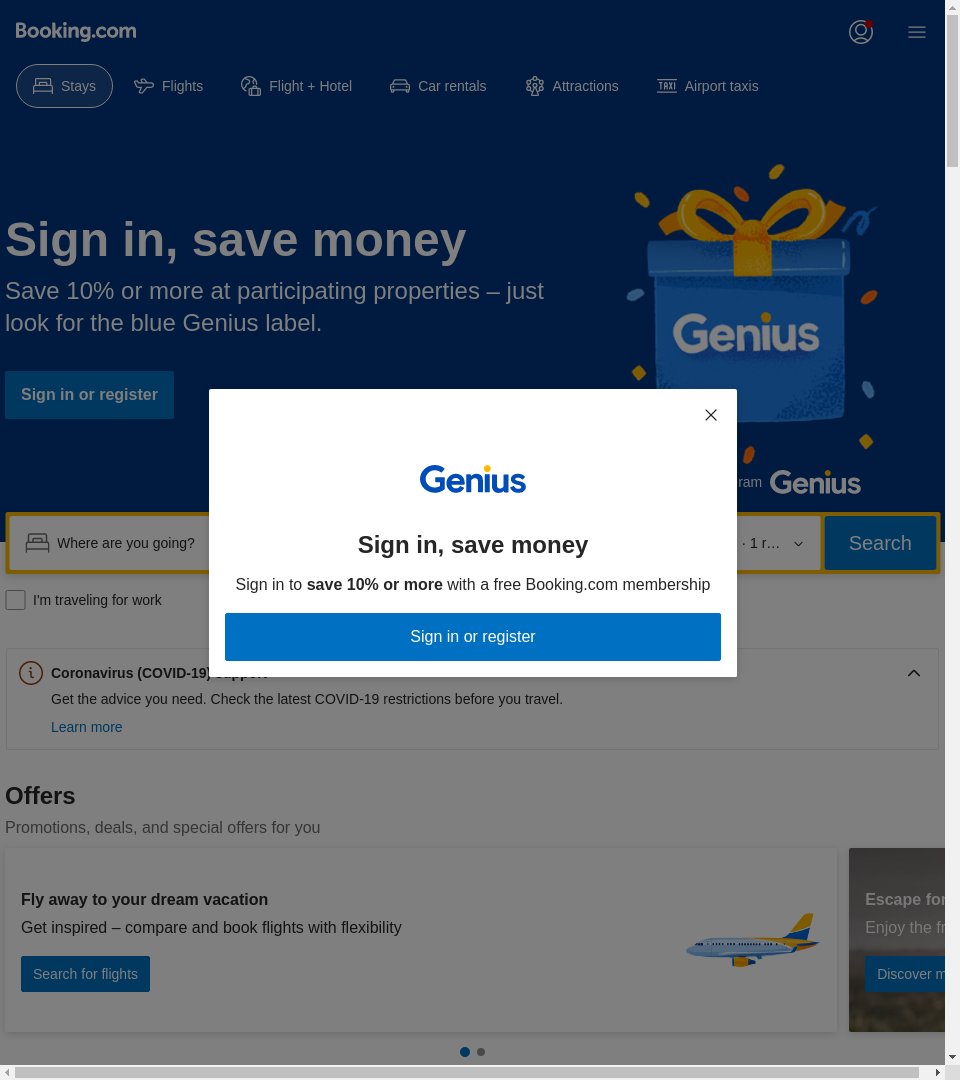 Booking.com
Stays
Flights
Flight + Hotel
Car rentals
Attractions
Airport taxis
Sign in, save money
Save 10% or more at participating properties – just
look for the blue Genius label.
Genius
Sign in or register
Genius
Where are you going?
· 1 r…
Search
I'm traveling for work
Genius
Sign in, save money
Sign in to save 10% or more with a free Booking.com membership
Sign in or register
Coronavirus (COVID-19) Support
Get the advice you need. Check the latest COVID-19 restrictions before you travel.
Learn more
Offers
Promotions, deals, and special offers for you
Fly away to your dream vacation
Get inspired – compare and book flights with flexibility
Search for flights
Escape for
Enjoy the
Discover